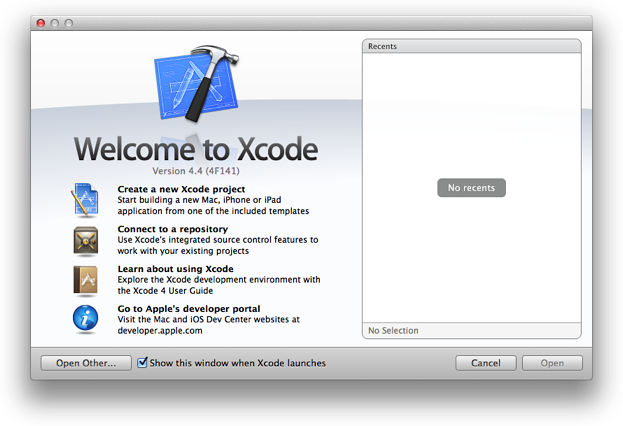 Recents
Welcome to Xcode
Version 4.4 (4F141)
Create a new Xcode project
Start building a new Mac, iPhone or iPad
application from one of the included templates
No recents
Connect to a repository
Use Xcode's integrated source control features to
work with your existing projects
Learn about using Xcode
Explore the Xcode development environment with
the Xcode 4 User Guide
Go to Apple's developer portal
Visit the Mac and iOS Dev Center websites at
developer.apple.com
No Selection
Open Other...
Show this window when Xcode launches
Cancel
Open